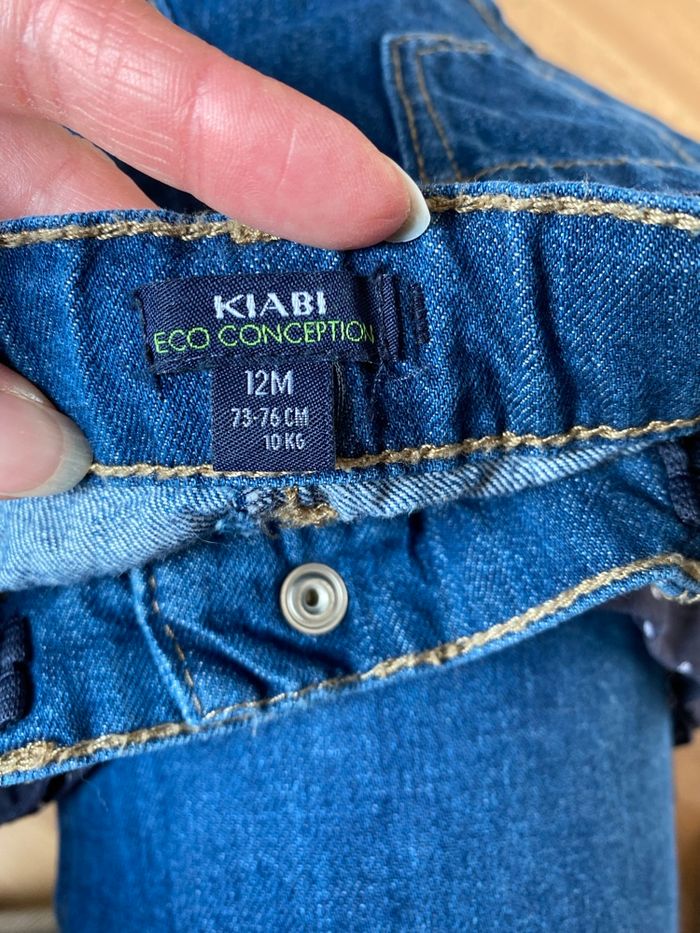 KIABI
ECO CONCEPTION
12M
73-76 CM
10 KG